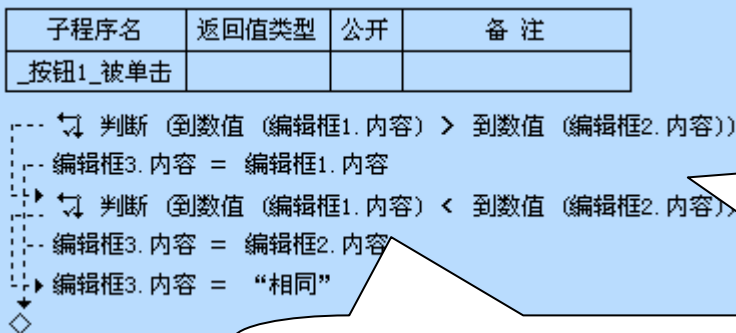 子程序名 返回值类型 公开 备 注
_按钮1_被单击
判断 (到数值 (编辑框1.内容) > 到数值 (编辑框2.内容))
编辑框3.内容 = 编辑框1.内容
判断 (到数值 (编辑框1.内容) < 到数值 (编辑框2.内容))
编辑框3.内容 = 编辑框2.内容
编辑框3.内容 = “相同”